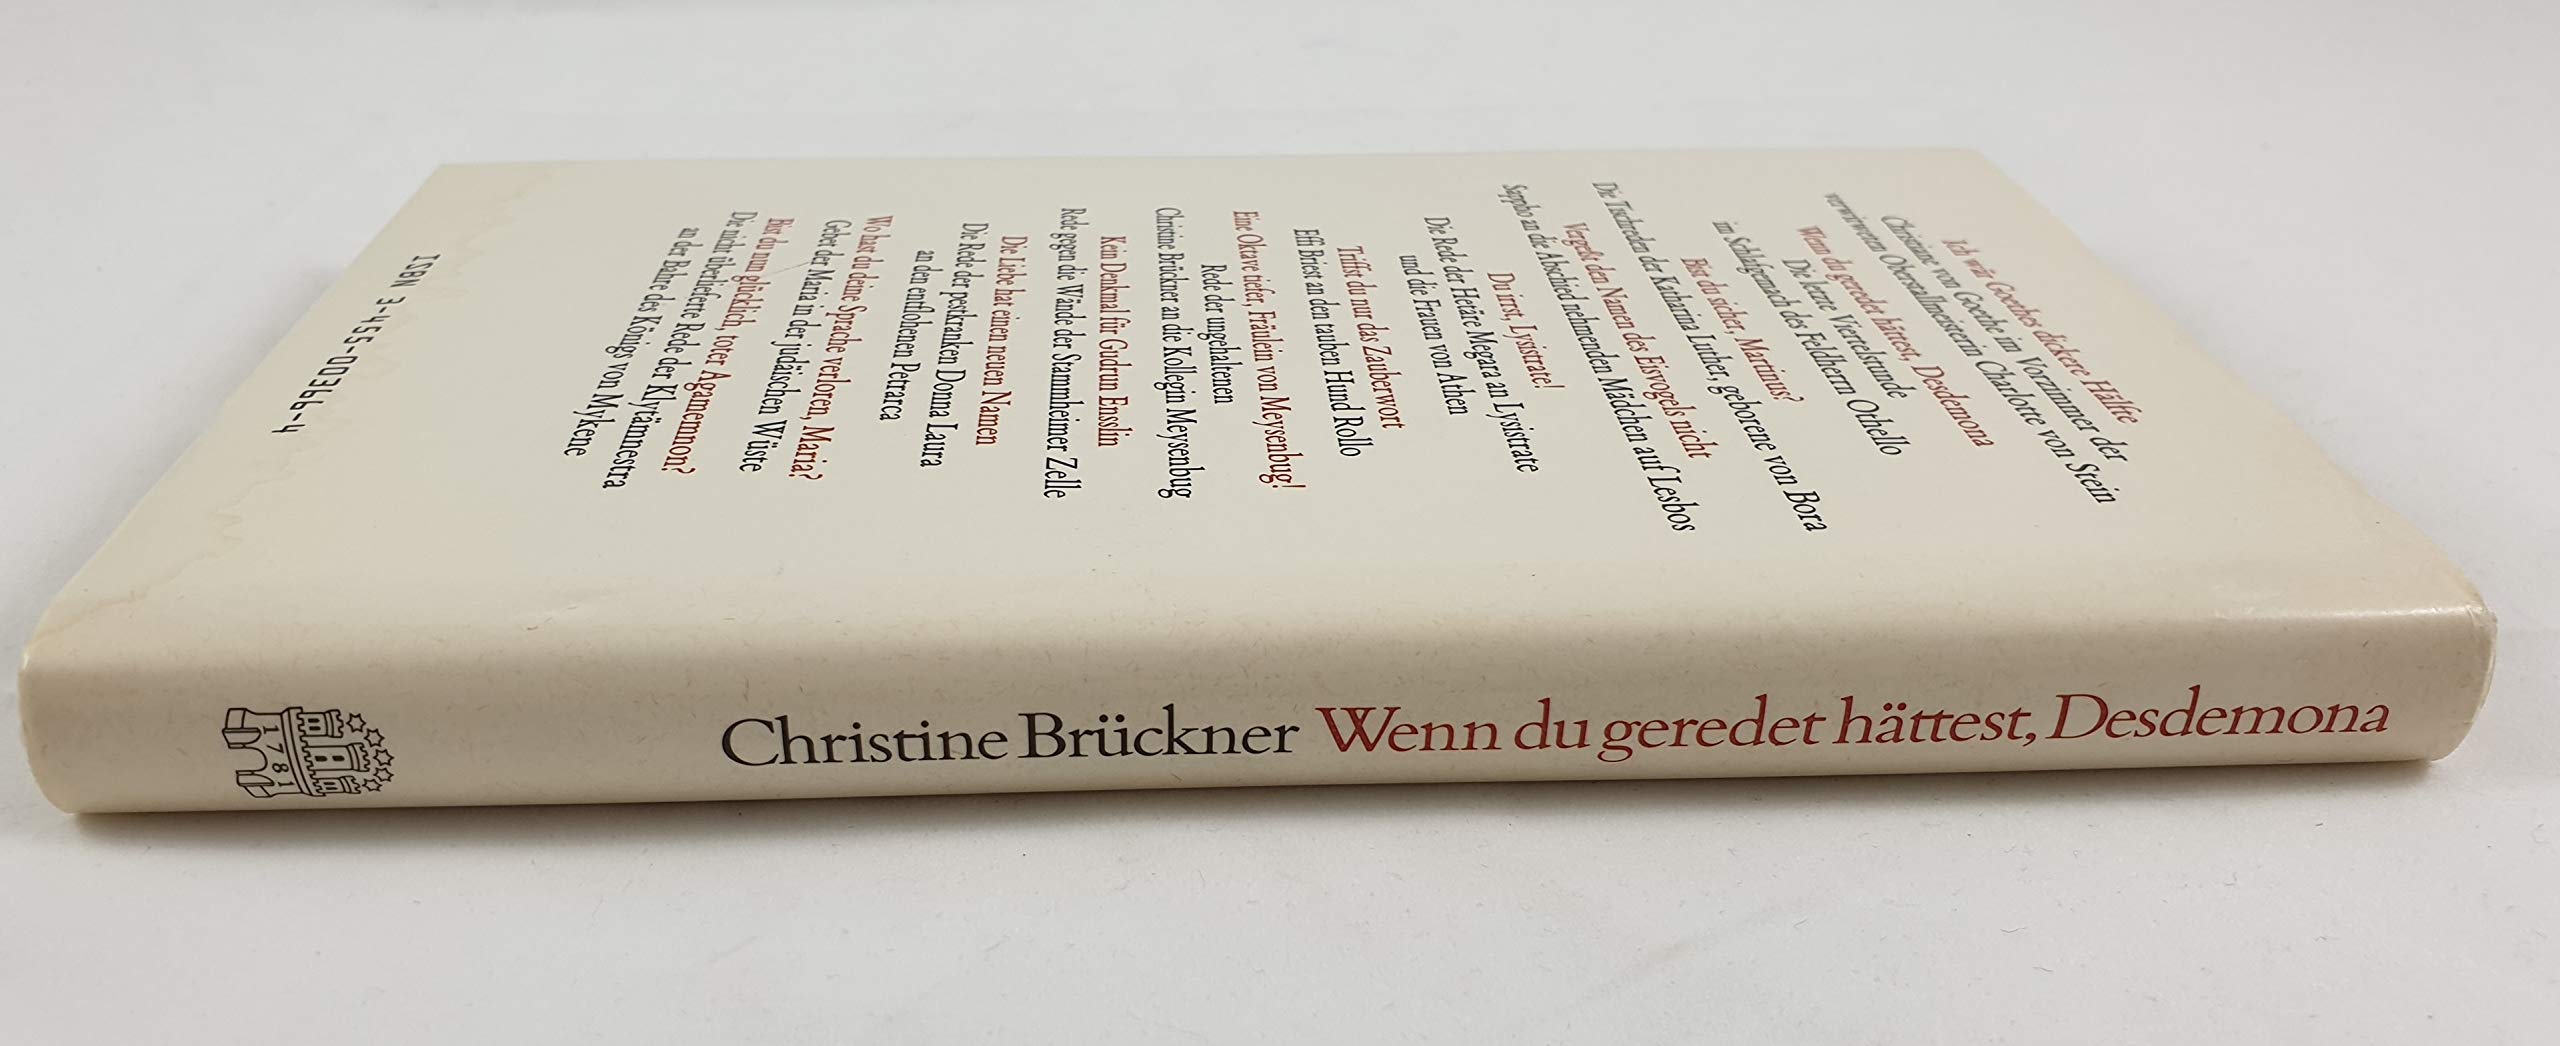 Ich wär Goethes dickere Hälfte
Christiane von Goethe im Vorzimmer der
verwitweten Oberstallmeisterin Charlotte von Stein
Wenn du geredet hättest, Desdemona
Die letzte Viertelstunde
im Schlafgemach des Feldherrn Othello
Bist du sicher, Martinus?
Die Tischreden der Katharina Luther, geborene von Bora
Vergeßt den Namen des Eisvogels nicht
Sappho an die Abschied nehmenden Mädchen auf Lesbos
Du irrst, Lysistrate!
Die Rede der Hetäre Megara an Lysistrate
und die Frauen von Athen
Triffst du nur das Zauberwort
Effi Briest an den tauben Hund Rollo
Eine Oktave tiefer, Fräulein von Meysenbug!
Rede der ungehaltenen
Christine Brückner an die Kollegin Meysenbug
Kein Denkmal für Gudrun Ensslin
Rede gegen die Wände der Stammheimer Zelle
Die Liebe hat einen neuen Namen
Die Rede der pestkranken Donna Laura
an den entflohenen Petrarca
Wo hast du deine Sprache verloren, Maria?
Gebet der Maria in der judäischen Wüste
Bist du nun glücklich, toter Agamemnon?
Die nicht überlieferte Rede der Klytämnestra
an der Bahre des Königs von Mykene
ISBN 3-455-00366-4
Christine Brückner Wenn du geredet hättest, Desdemona
1781